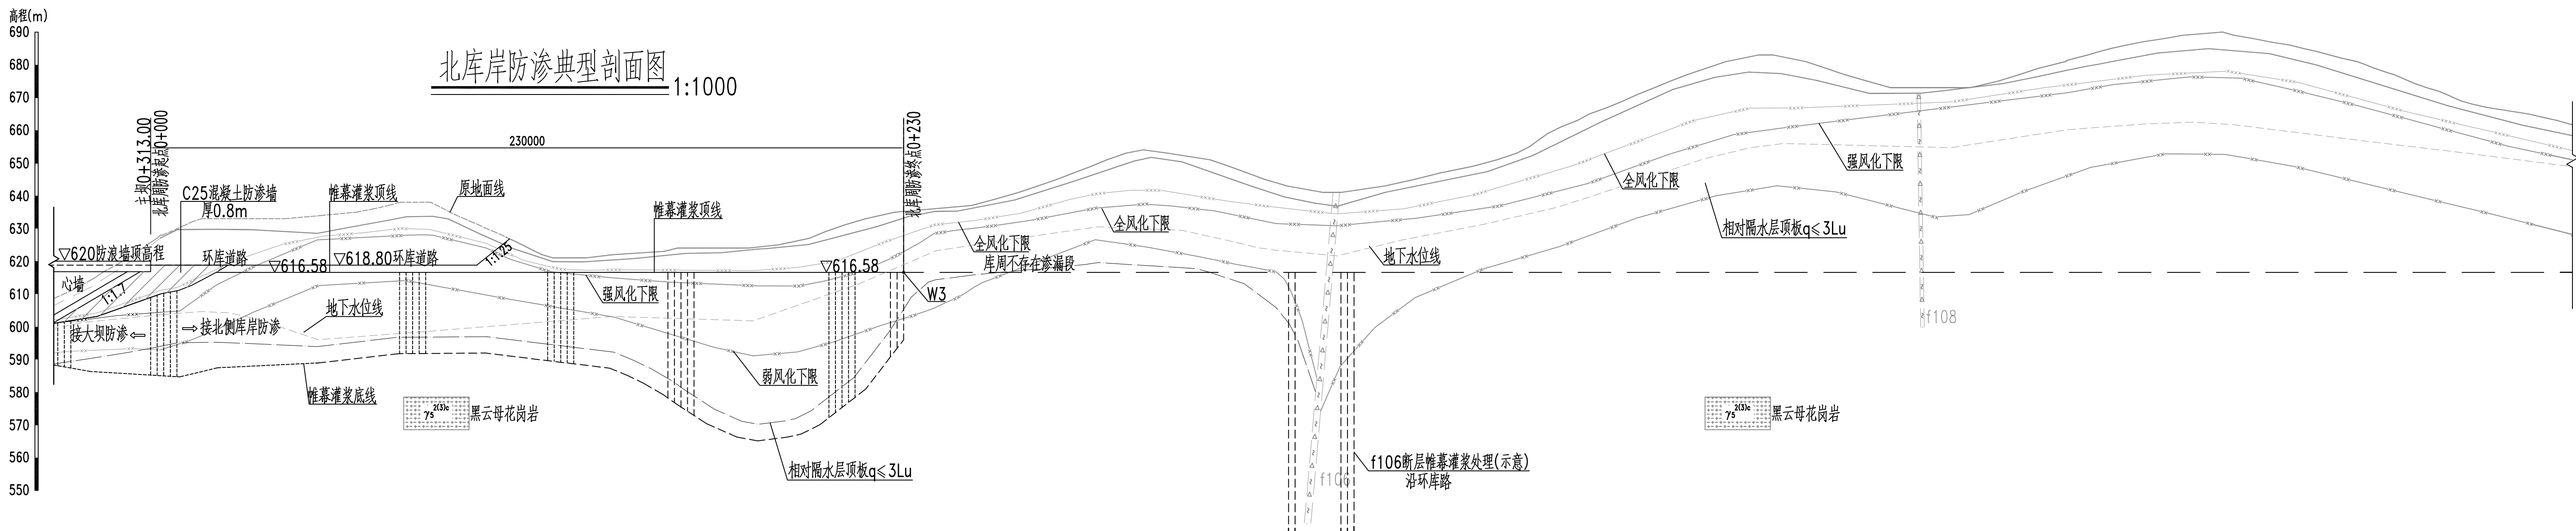 高程(m)
690
680
670
660
650
640
630
620
610
600
590
580
570
560
550
北库岸防渗典型剖面图
1:1000
主坝0+313.00
北库周防渗起点0+000
230000
北库周防渗终点0+230
C25混凝土防渗墙
厚0.8m
帷幕灌浆顶线
原地面线
帷幕灌浆顶线
▽620防浪墙顶高程
环库道路
▽616.58
▽618.80环库道路
1:1.25
▽616.58
心墙
1:1.7
强风化下限
地下水位线
接大坝防渗
接北侧库岸防渗
W3
弱风化下限
帷幕灌浆底线
γ5 2(3)c
黑云母花岗岩
相对隔水层顶板q≤3Lu
全风化下限
库周不存在渗漏段
全风化下限
地下水位线
全风化下限
强风化下限
相对隔水层顶板q≤3Lu
f108
γ5 2(3)c
黑云母花岗岩
f106
f106断层帷幕灌浆处理(示意)
沿环库路